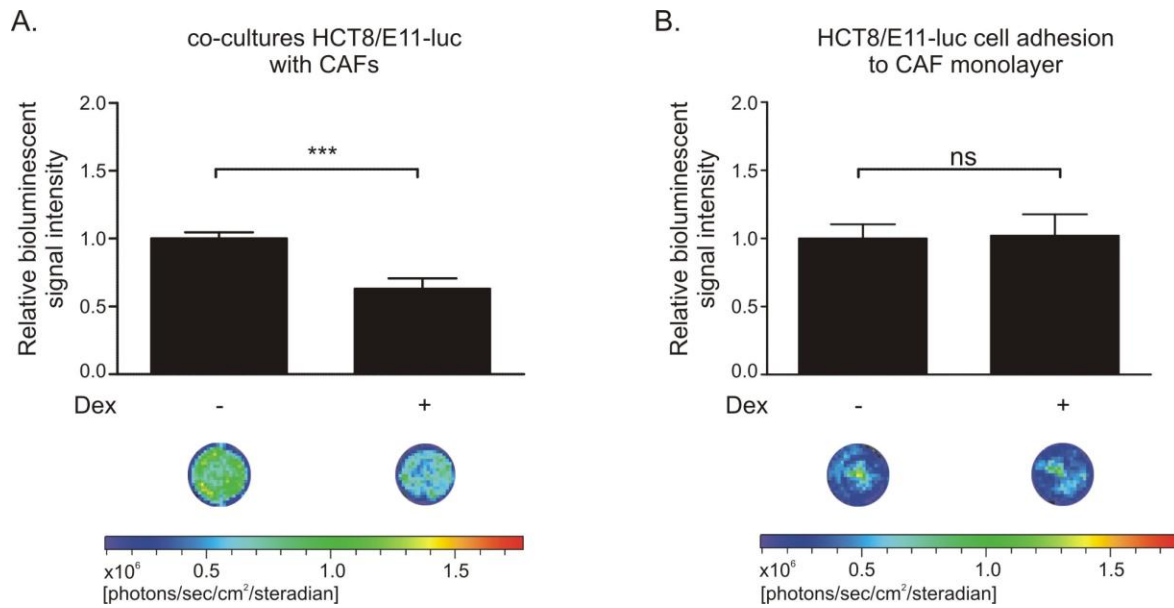 A.
co-cultures HCT8/E11-luc
with CAFs
Relative bioluminescent
signal intensity
2.0
1.5
1.0
0.5
0.0
***
Dex - +
x10⁶ 0.5 1.0 1.5
[photons/sec/cm²/steradian]
B.
HCT8/E11-luc cell adhesion
to CAF monolayer
Relative bioluminescent
signal intensity
2.0
1.5
1.0
0.5
0.0
ns
Dex - +
x10⁶ 0.5 1.0 1.5
[photons/sec/cm²/steradian]